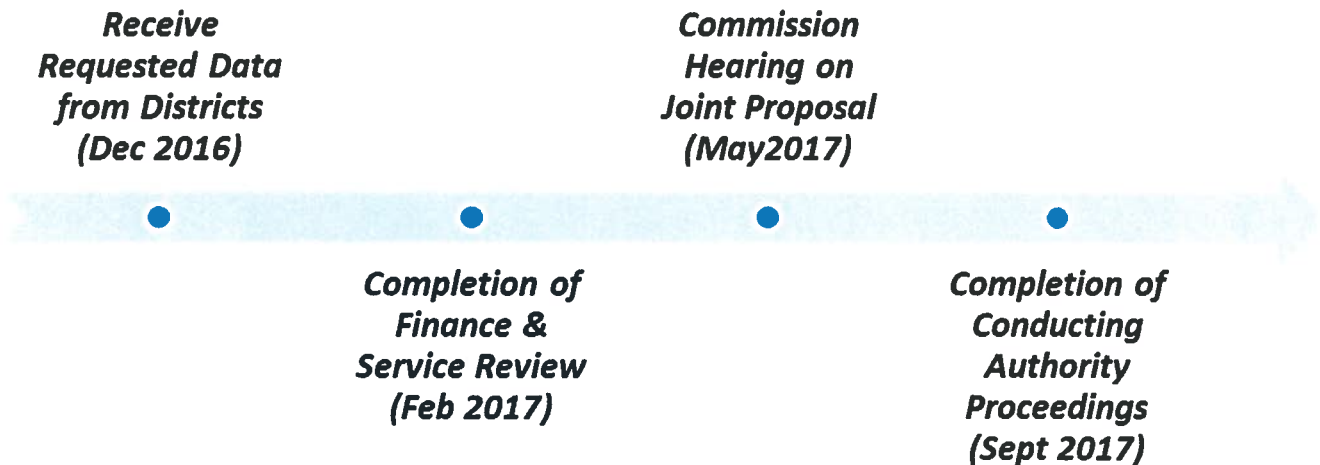 Receive
Requested Data
from Districts
(Dec 2016)
Commission
Hearing on
Joint Proposal
(May2017)
Completion of
Finance &
Service Review
(Feb 2017)
Completion of
Conducting
Authority
Proceedings
(Sept 2017)